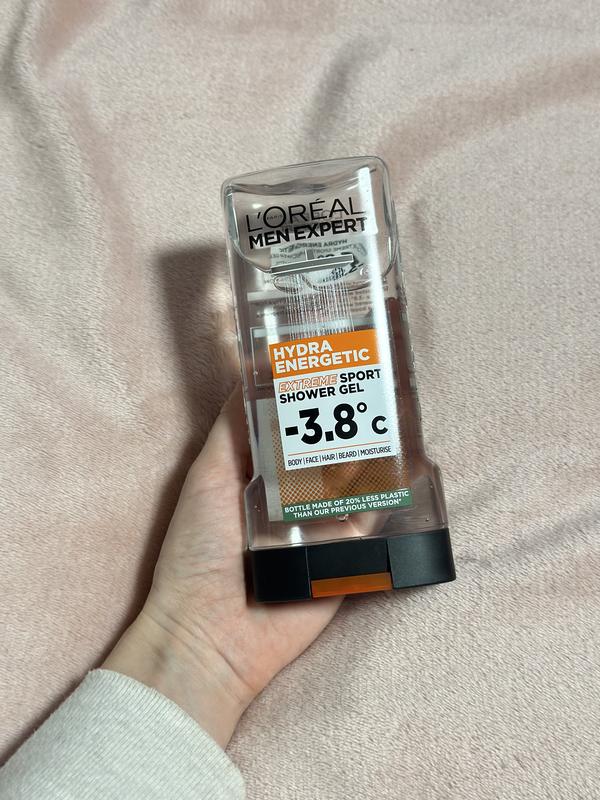 L'ORÉAL
PARIS
MEN EXPERT
HYDRA
ENERGETIC
EXTREME SPORT
SHOWER GEL
-3.8° C
BODY | FACE | HAIR | BEARD | MOISTURISE
BOTTLE MADE OF 20% LESS PLASTIC
THAN OUR PREVIOUS VERSION*